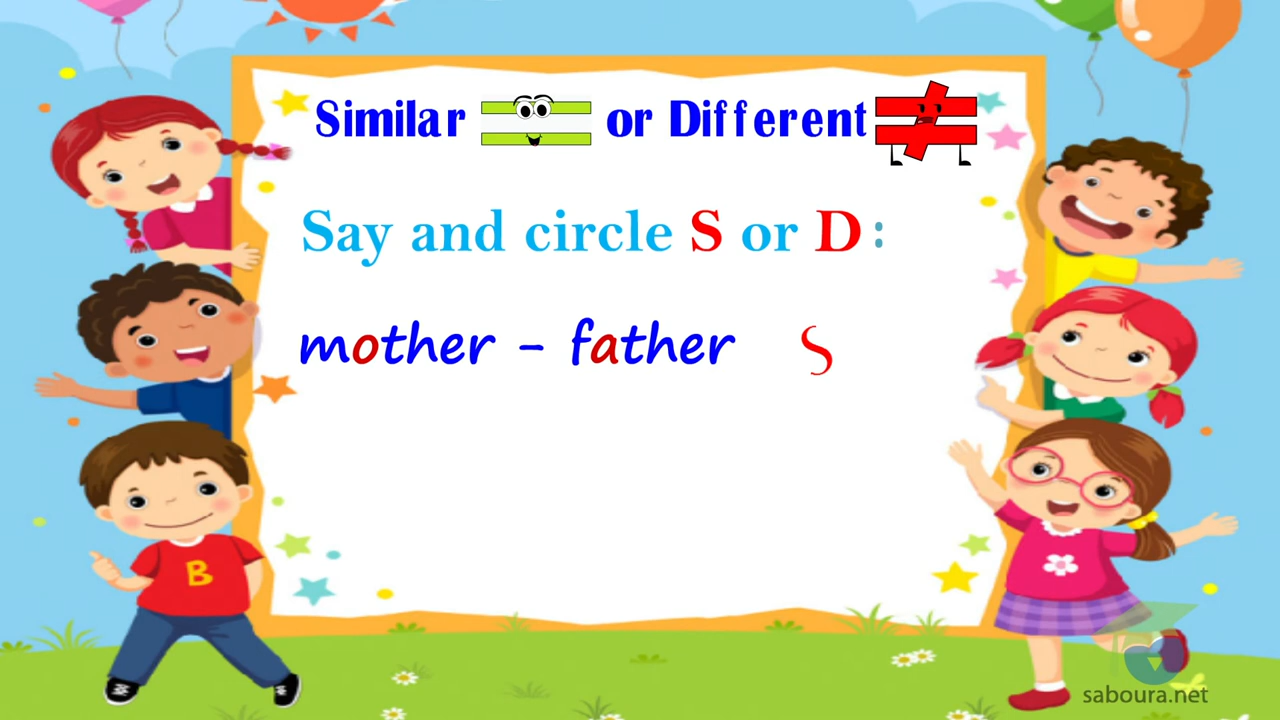 Similar or Different
Say and circle S or D :
mother - father S
B
saboura.net